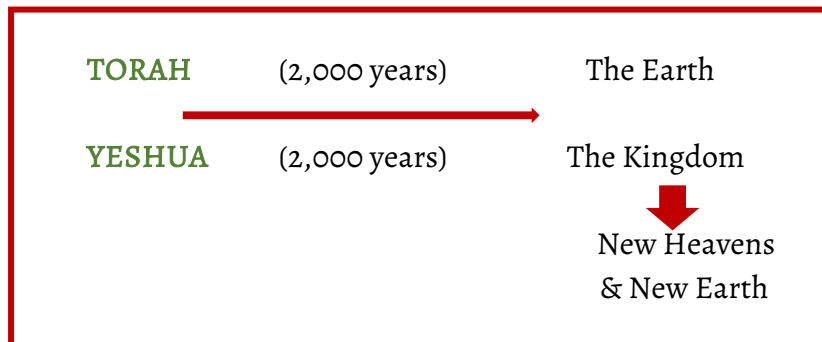 TORAH (2,000 years) The Earth
YESHUA (2,000 years) The Kingdom
New Heavens
& New Earth